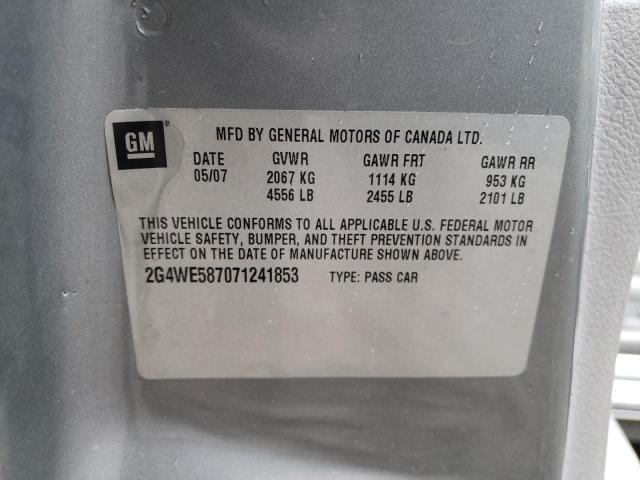 GM®
MFD BY GENERAL MOTORS OF CANADA LTD.
DATE GVWR GAWR FRT GAWR RR
05/07 2067 KG 1114 KG 953 KG
4556 LB 2455 LB 2101 LB
THIS VEHICLE CONFORMS TO ALL APPLICABLE U.S. FEDERAL MOTOR
VEHICLE SAFETY, BUMPER, AND THEFT PREVENTION STANDARDS IN
EFFECT ON THE DATE OF MANUFACTURE SHOWN ABOVE.
2G4WE587071241853 TYPE: PASS CAR